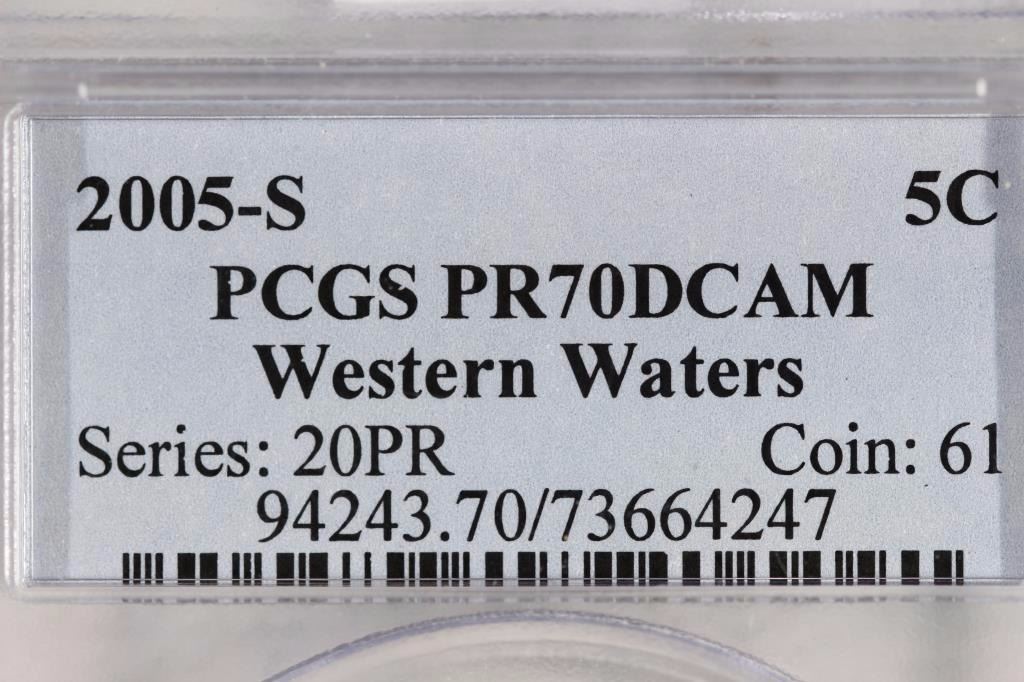 2005-S 5C
PCGS PR70DCAM
Western Waters
Series: 20PR Coin: 61
94243.70/73664247